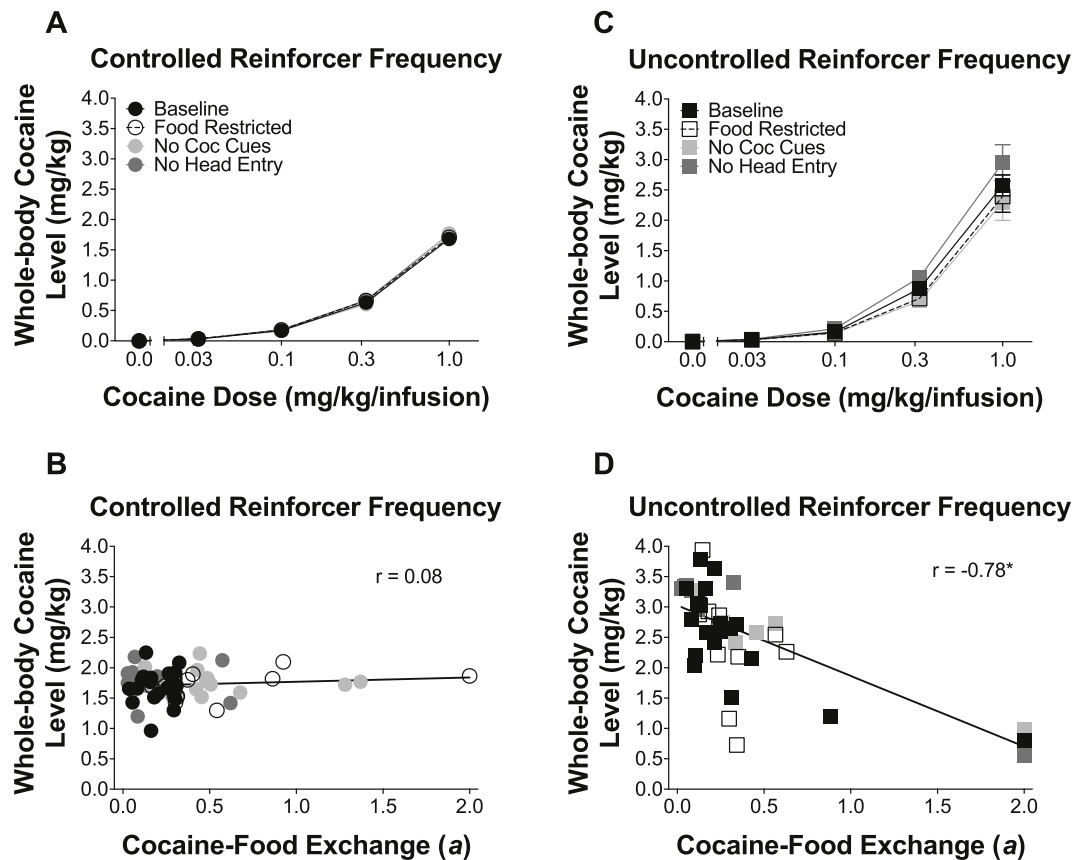 A
Controlled Reinforcer Frequency
Whole-body Cocaine
Level (mg/kg)
4.0
3.5
3.0
2.5
2.0
1.5
1.0
0.5
0.0
Baseline
Food Restricted
No Coc Cues
No Head Entry
0.0 0.03 0.1 0.3 1.0
Cocaine Dose (mg/kg/infusion)
C
Uncontrolled Reinforcer Frequency
Whole-body Cocaine
Level (mg/kg)
4.0
3.5
3.0
2.5
2.0
1.5
1.0
0.5
0.0
Baseline
Food Restricted
No Coc Cues
No Head Entry
0.0 0.03 0.1 0.3 1.0
Cocaine Dose (mg/kg/infusion)
B
Controlled Reinforcer Frequency
Whole-body Cocaine
Level (mg/kg)
4.0
3.5
3.0
2.5
2.0
1.5
1.0
0.5
0.0
r = 0.08
0.0 0.5 1.0 1.5 2.0
Cocaine-Food Exchange (a)
D
Uncontrolled Reinforcer Frequency
Whole-body Cocaine
Level (mg/kg)
4.0
3.5
3.0
2.5
2.0
1.5
1.0
0.5
0.0
r = -0.78*
0.0 0.5 1.0 1.5 2.0
Cocaine-Food Exchange (a)